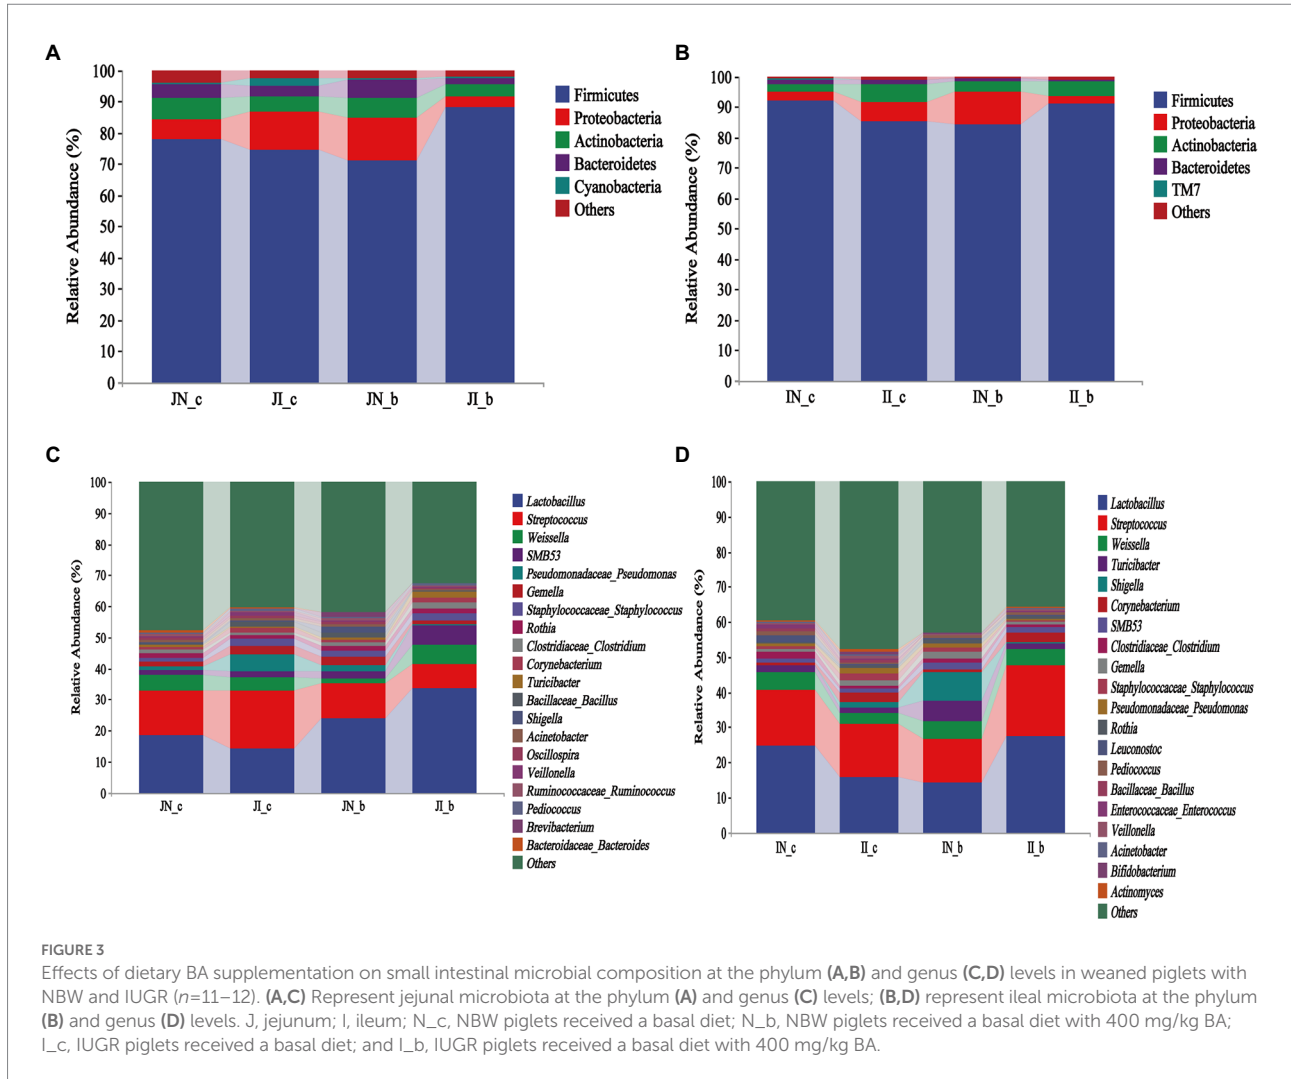 A
Relative Abundance (%)
100
90
80
70
60
50
40
30
20
10
0
JN_c
JI_c
JN_b
JI_b
Firmicutes
Proteobacteria
Actinobacteria
Bacteroidetes
Cyanobacteria
Others
B
Relative Abundance (%)
100
90
80
70
60
50
40
30
20
10
0
IN_c
II_c
IN_b
II_b
Firmicutes
Proteobacteria
Actinobacteria
Bacteroidetes
TM7
Others
C
Relative Abundance (%)
100
90
80
70
60
50
40
30
20
10
0
JN_c
JI_c
JN_b
JI_b
Lactobacillus
Streptococcus
Weissella
SMB53
Pseudomonadaceae_Pseudomonas
Gemella
Staphylococcaceae_Staphylococcus
Rothia
Clostridiaceae_Clostridium
Corynebacterium
Turicibacter
Bacillaceae_Bacillus
Shigella
Acinetobacter
Oscillospira
Veillonella
Ruminococcaceae_Ruminococcus
Pediococcus
Brevibacterium
Bacteroidaceae_Bacteroides
Others
D
Relative Abundance (%)
100
90
80
70
60
50
40
30
20
10
0
IN_c
II_c
IN_b
II_b
Lactobacillus
Streptococcus
Weissella
Turicibacter
Shigella
Corynebacterium
SMB53
Clostridiaceae_Clostridium
Gemella
Staphylococcaceae_Staphylococcus
Pseudomonadaceae_Pseudomonas
Rothia
Leuconostoc
Pediococcus
Bacillaceae_Bacillus
Enterococcaceae_Enterococcus
Veillonella
Acinetobacter
Bifidobacterium
Actinomyces
Others
FIGURE 3
Effects of dietary BA supplementation on small intestinal microbial composition at the phylum (A,B) and genus (C,D) levels in weaned piglets with
NBW and IUGR (n=11–12). (A,C) Represent jejunal microbiota at the phylum (A) and genus (C) levels; (B,D) represent ileal microbiota at the phylum
(B) and genus (D) levels. J, jejunum; I, ileum; N_c, NBW piglets received a basal diet; N_b, NBW piglets received a basal diet with 400 mg/kg BA;
I_c, IUGR piglets received a basal diet; and I_b, IUGR piglets received a basal diet with 400 mg/kg BA.